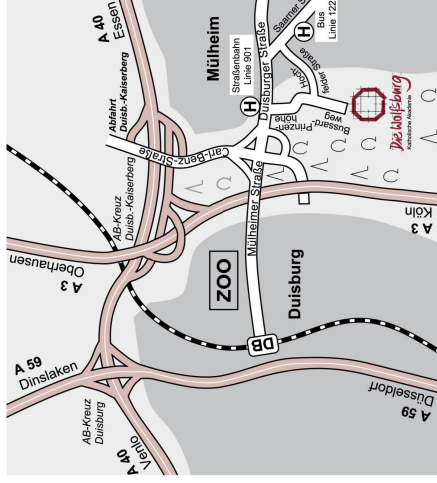 A 40
Essen
Saarner S
Bus
Linie 122
H
Mülheim
Straßenbahn
Linie 901
H
Duisburger Straße
Hoch-
felder Straße
Abfahrt
Duisb.-Kaiserberg
Carl-Benz-Straße
Prinzen-
höhe
Bussard-
weg
Die Wolfsburg
Katholische Akademie
AB-Kreuz
Duisb.-Kaiserberg
Mülheimer Straße
A 3
Oberhausen
A 3
Köln
ZOO
Duisburg
DB
A 59
Dinslaken
AB-Kreuz
Duisburg
A 40
Venlo
A 59
Düsseldorf